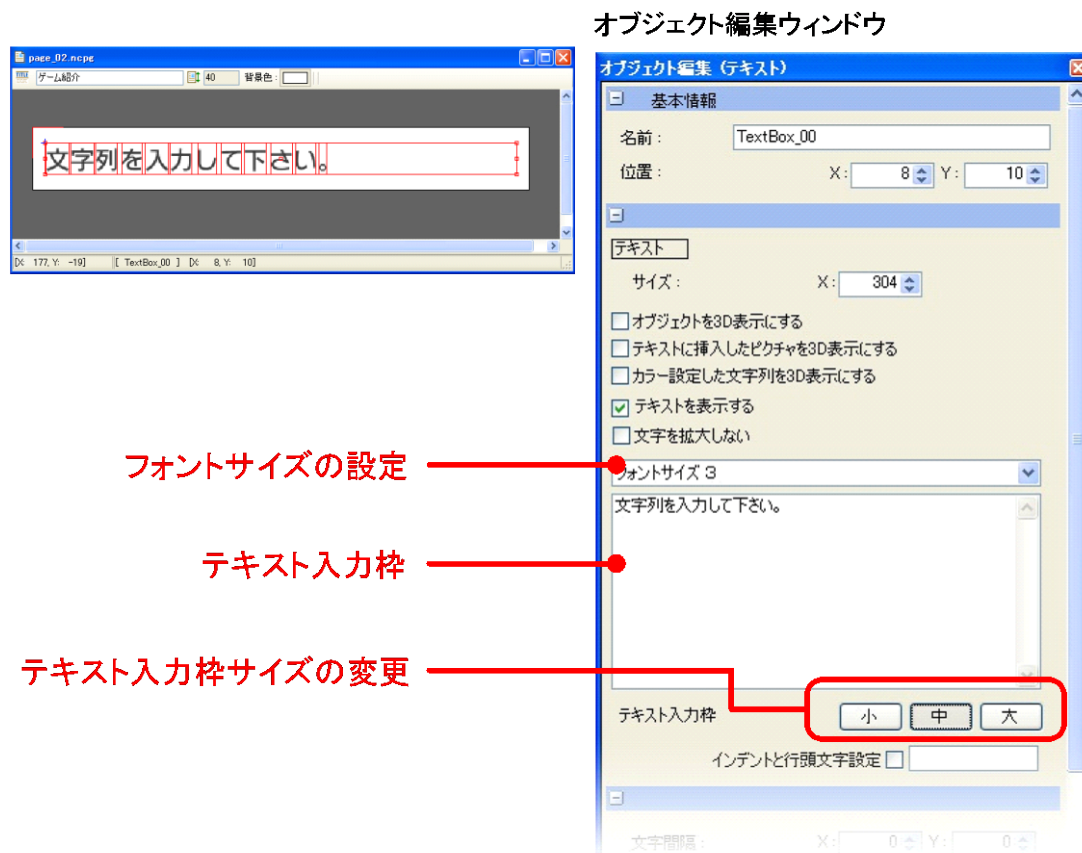 オブジェクト編集ウィンドウ
page_02.ncpg
ゲーム紹介
40
背景色：
文字列を入力して下さい。
[X: 177, Y: -19]
[ TextBox_00 ] [X: 8, Y: 10]
オブジェクト編集（テキスト）
基本情報
名前：
TextBox_00
位置：
X: 8 Y: 10
テキスト
サイズ：
X: 304
オブジェクトを3D表示にする
テキストに挿入したピクチャを3D表示にする
カラー設定した文字列を3D表示にする
テキストを表示する
文字を拡大しない
フォントサイズの設定
フォントサイズ 3
文字列を入力して下さい。
テキスト入力枠
テキスト入力枠サイズの変更
テキスト入力枠
小 中 大
インデントと行頭文字設定
文字間隔：
X: 0 Y: 0